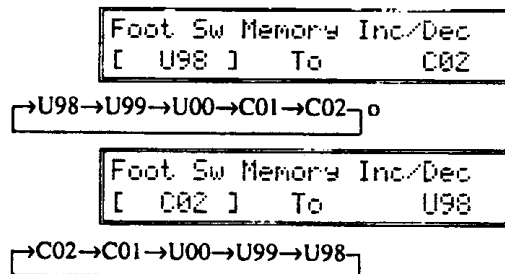 Foot Sw Memory Inc/Dec
[ U98 ] To C02
→U98→U99→U00→C01→C02 o
Foot Sw Memory Inc/Dec
[ C02 ] To U98
→C02→C01→U00→U99→U98